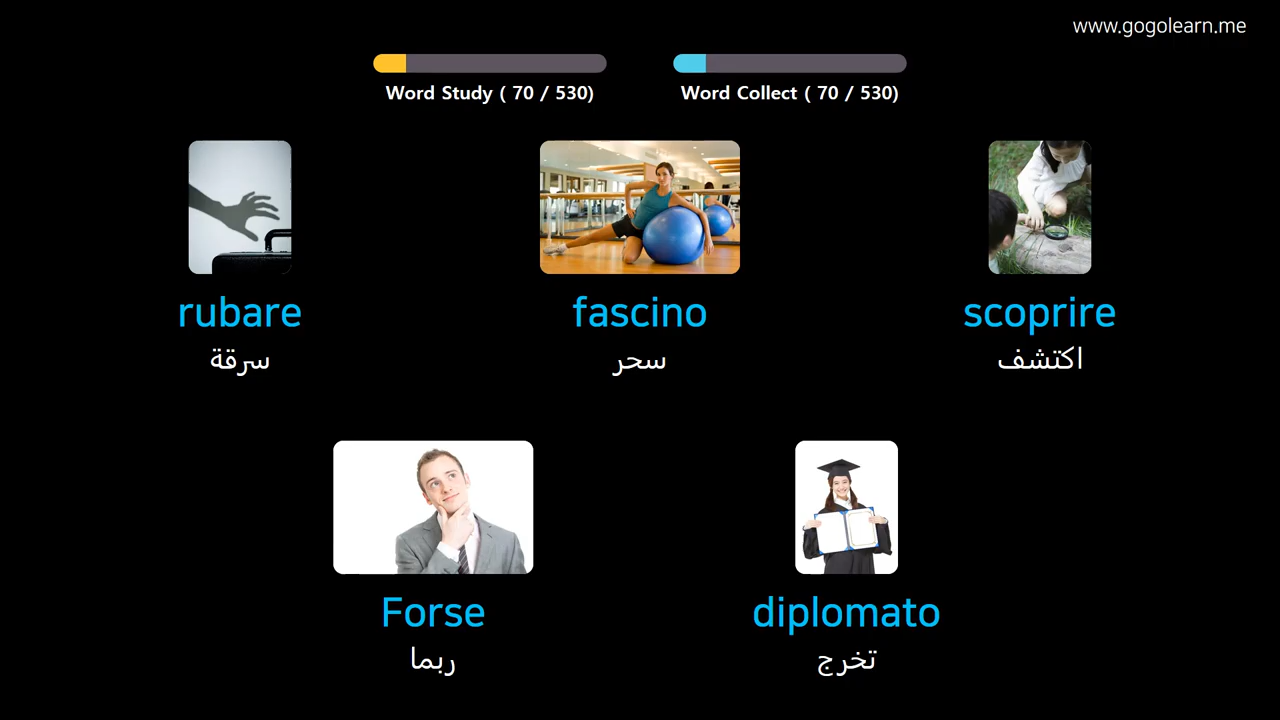 www.gogolearn.me
Word Study ( 70 / 530)
Word Collect ( 70 / 530)
rubare
سرقة
fascino
سحر
scoprire
اكتشف
Forse
ربما
diplomato
تخرج